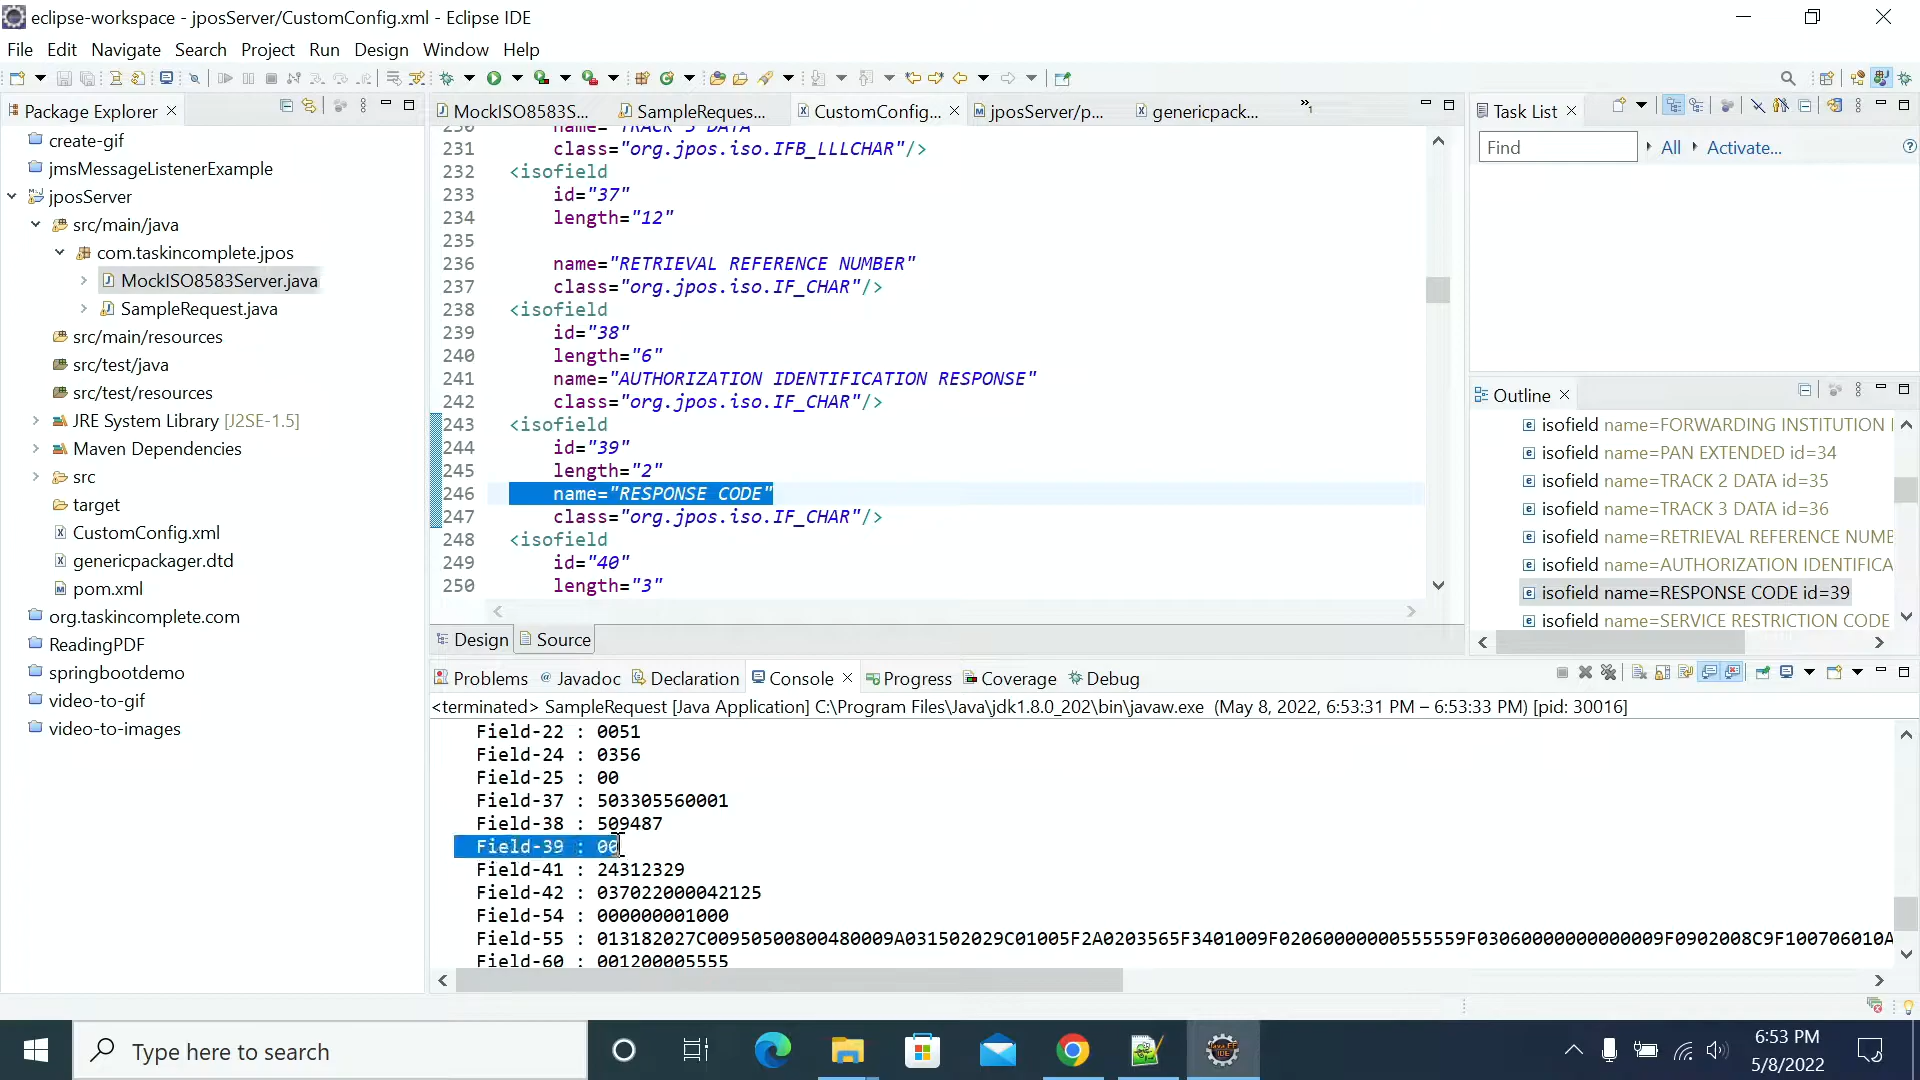 eclipse-workspace - jposServer/CustomConfig.xml - Eclipse IDE
File Edit Navigate Search Project Run Design Window Help
Package Explorer
create-gif
jmsMessageListenerExample
jposServer
src/main/java
com.taskincomplete.jpos
MockISO8583Server.java
SampleRequest.java
src/main/resources
src/test/java
src/test/resources
JRE System Library [J2SE-1.5]
Maven Dependencies
src
target
CustomConfig.xml
genericpackager.dtd
pom.xml
org.taskincomplete.com
ReadingPDF
springbootdemo
video-to-gif
video-to-images
MockISO8583S... SampleReques... CustomConfig... jposServer/p... genericpack... »1
230 name="TRACK 3 DATA"
231 class="org.jpos.iso.IFB_LLLCHAR"/>
232 <isofield
233 id="37"
234 length="12"
235
236 name="RETRIEVAL REFERENCE NUMBER"
237 class="org.jpos.iso.IF_CHAR"/>
238 <isofield
239 id="38"
240 length="6"
241 name="AUTHORIZATION IDENTIFICATION RESPONSE"
242 class="org.jpos.iso.IF_CHAR"/>
243 <isofield
244 id="39"
245 length="2"
246 name="RESPONSE CODE"
247 class="org.jpos.iso.IF_CHAR"/>
248 <isofield
249 id="40"
250 length="3"
Design Source
Task List
Find All Activate...
Outline
isofield name=FORWARDING INSTITUTION I
isofield name=PAN EXTENDED id=34
isofield name=TRACK 2 DATA id=35
isofield name=TRACK 3 DATA id=36
isofield name=RETRIEVAL REFERENCE NUMB
isofield name=AUTHORIZATION IDENTIFICA
isofield name=RESPONSE CODE id=39
isofield name=SERVICE RESTRICTION CODE
Problems Javadoc Declaration Console Progress Coverage Debug
<terminated> SampleRequest [Java Application] C:\Program Files\Java\jdk1.8.0_202\bin\javaw.exe (May 8, 2022, 6:53:31 PM – 6:53:33 PM) [pid: 30016]
Field-22 : 0051
Field-24 : 0356
Field-25 : 00
Field-37 : 503305560001
Field-38 : 509487
Field-39 : 00
Field-41 : 24312329
Field-42 : 037022000042125
Field-54 : 000000001000
Field-55 : 013182027C00950500800480009A031502029C01005F2A0203565F3401009F02060000000555559F03060000000000009F0902008C9F100706010A
Field-60 : 001200005555
Type here to search
6:53 PM
5/8/2022